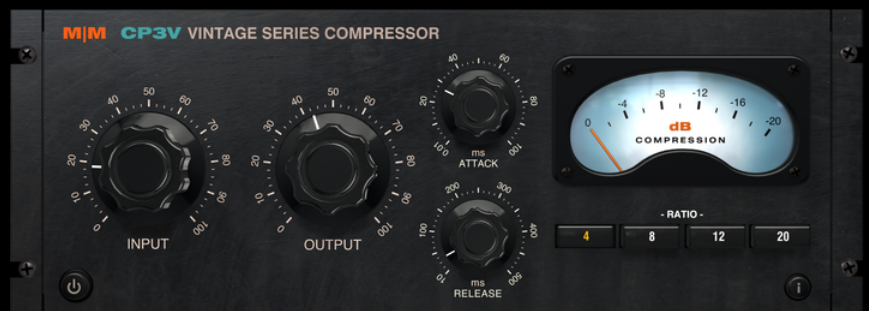 M|M CP3V VINTAGE SERIES COMPRESSOR
0 10 20 30 40 50 60 70 80 90 100
INPUT
0 10 20 30 40 50 60 70 80 90 100
OUTPUT
20 40 60 80 100
ms
ATTACK
100 200 300 400 500
ms
RELEASE
0 -4 -8 -12 -16 -20
dB
COMPRESSION
- RATIO -
4 8 12 20
i